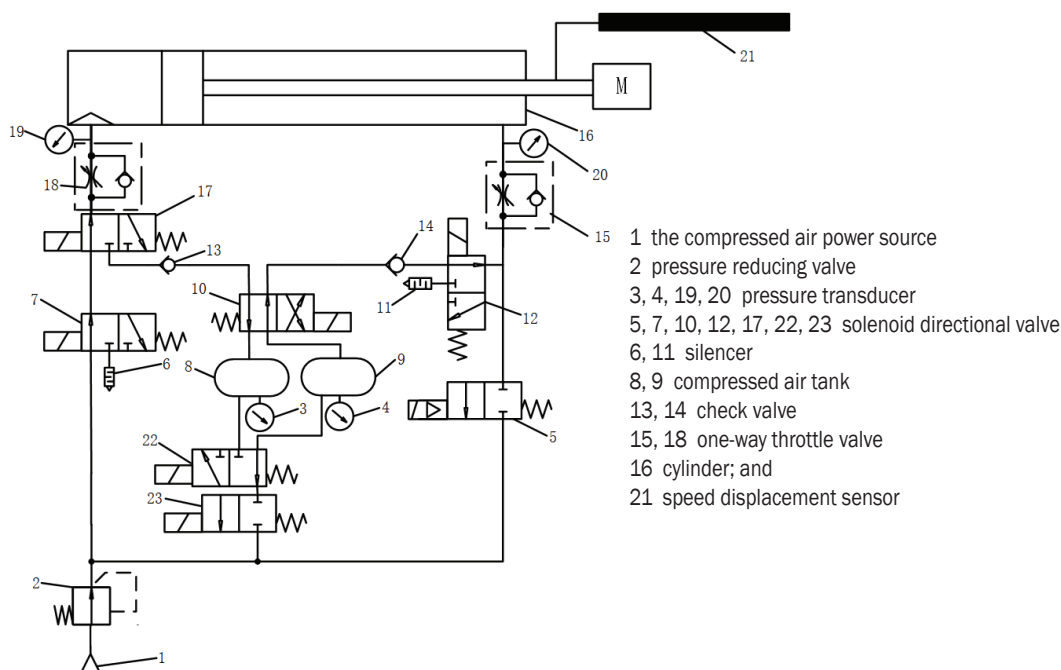 21
M
19
16
20
18
17
13
14
15
7
10
11
12
6
8
9
3
4
5
22
23
2
1
1 the compressed air power source
2 pressure reducing valve
3, 4, 19, 20 pressure transducer
5, 7, 10, 12, 17, 22, 23 solenoid directional valve
6, 11 silencer
8, 9 compressed air tank
13, 14 check valve
15, 18 one-way throttle valve
16 cylinder; and
21 speed displacement sensor